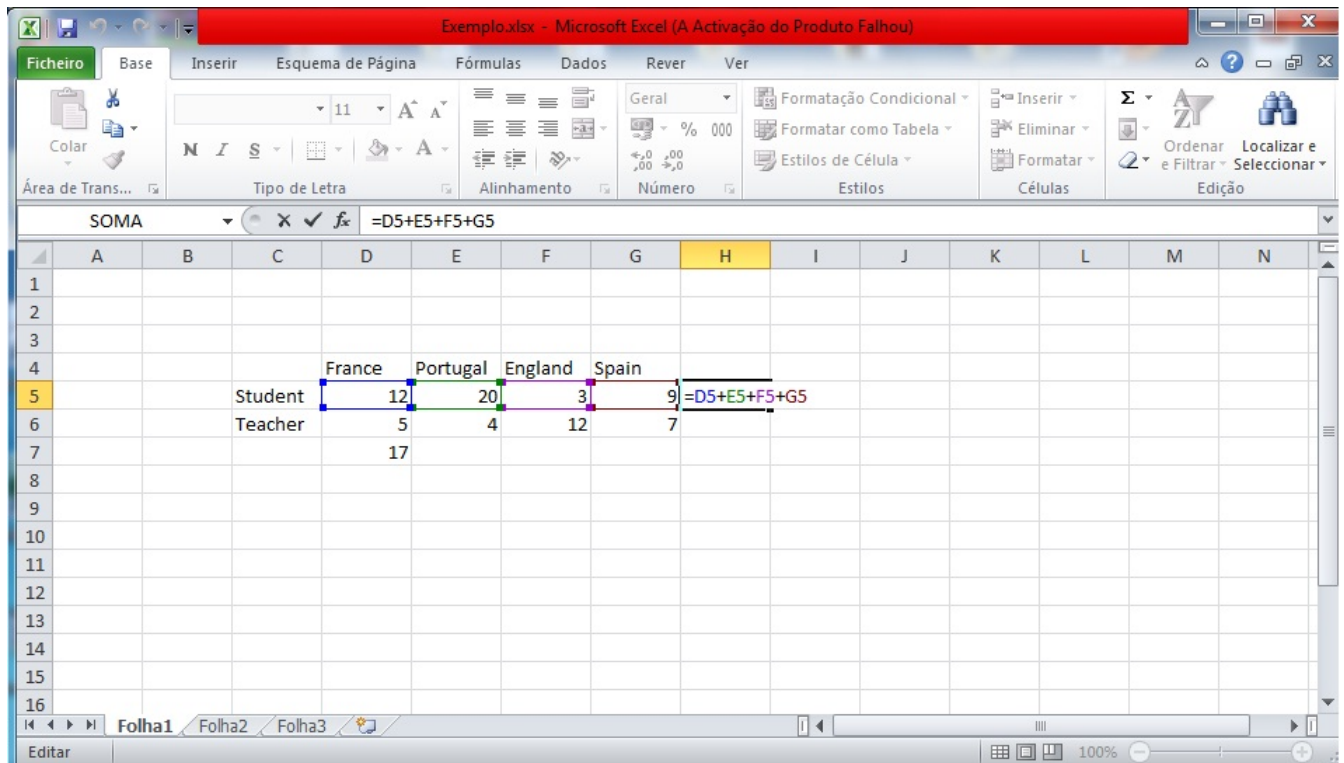 Exemplo.xlsx - Microsoft Excel (A Activação do Produto Falhou)
Ficheiro Base Inserir Esquema de Página Fórmulas Dados Rever Ver
11 A A Geral Formatação Condicional Inserir Σ
Colar % 000 Formatar como Tabela Eliminar Ordenar e Filtrar Localizar e Seleccionar
N I S A ,00 ,0 Estilos de Célula Formatar
Área de Trans... Tipo de Letra Alinhamento Número Estilos Células Edição
SOMA fx =D5+E5+F5+G5
A B C D E F G H I J K L M N
1
2
3
4 France Portugal England Spain
5 Student 12 20 3 9 =D5+E5+F5+G5
6 Teacher 5 4 12 7
7 17
8
9
10
11
12
13
14
15
16
Folha1 Folha2 Folha3
Editar 100%